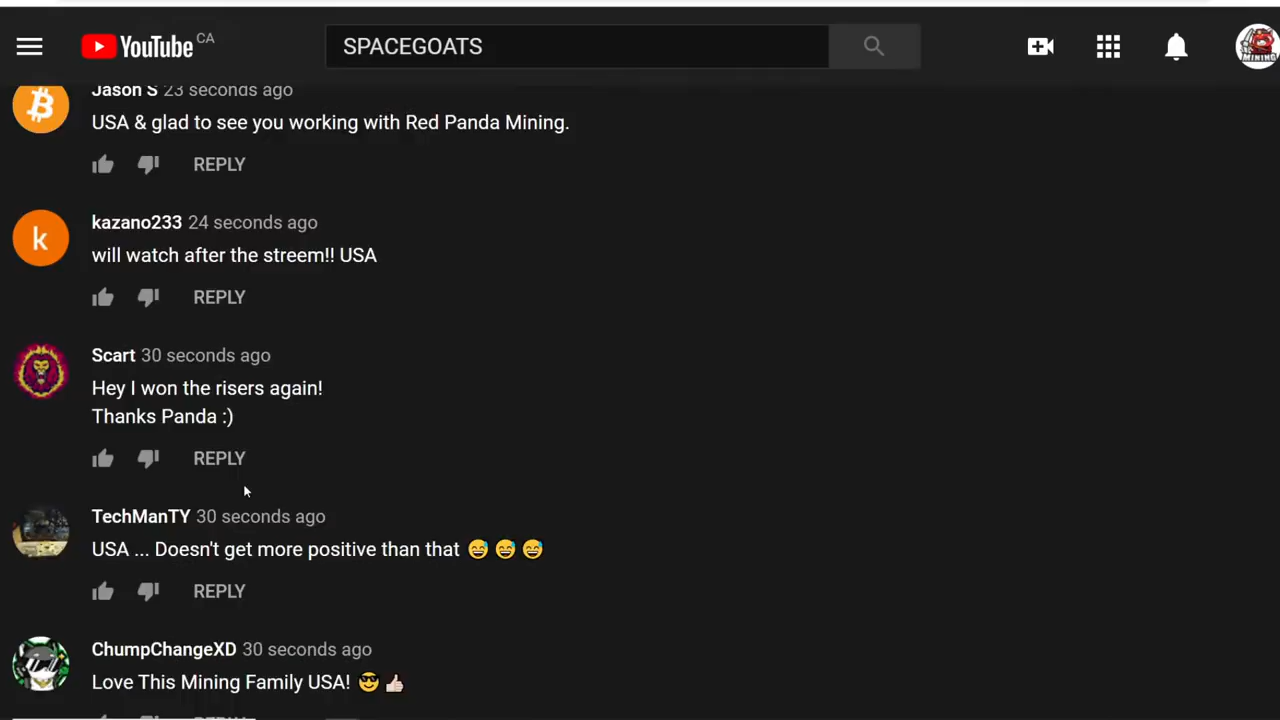 YouTube CA
SPACEGOATS
MINING
Jason S 23 seconds ago
USA & glad to see you working with Red Panda Mining.
REPLY
k
kazano233 24 seconds ago
will watch after the streem!! USA
REPLY
Scart 30 seconds ago
Hey I won the risers again!
Thanks Panda :)
REPLY
TechManTY 30 seconds ago
USA ... Doesn't get more positive than that 😅 😅 😅
REPLY
ChumpChangeXD 30 seconds ago
Love This Mining Family USA! 😎 👍🏻
REPLY